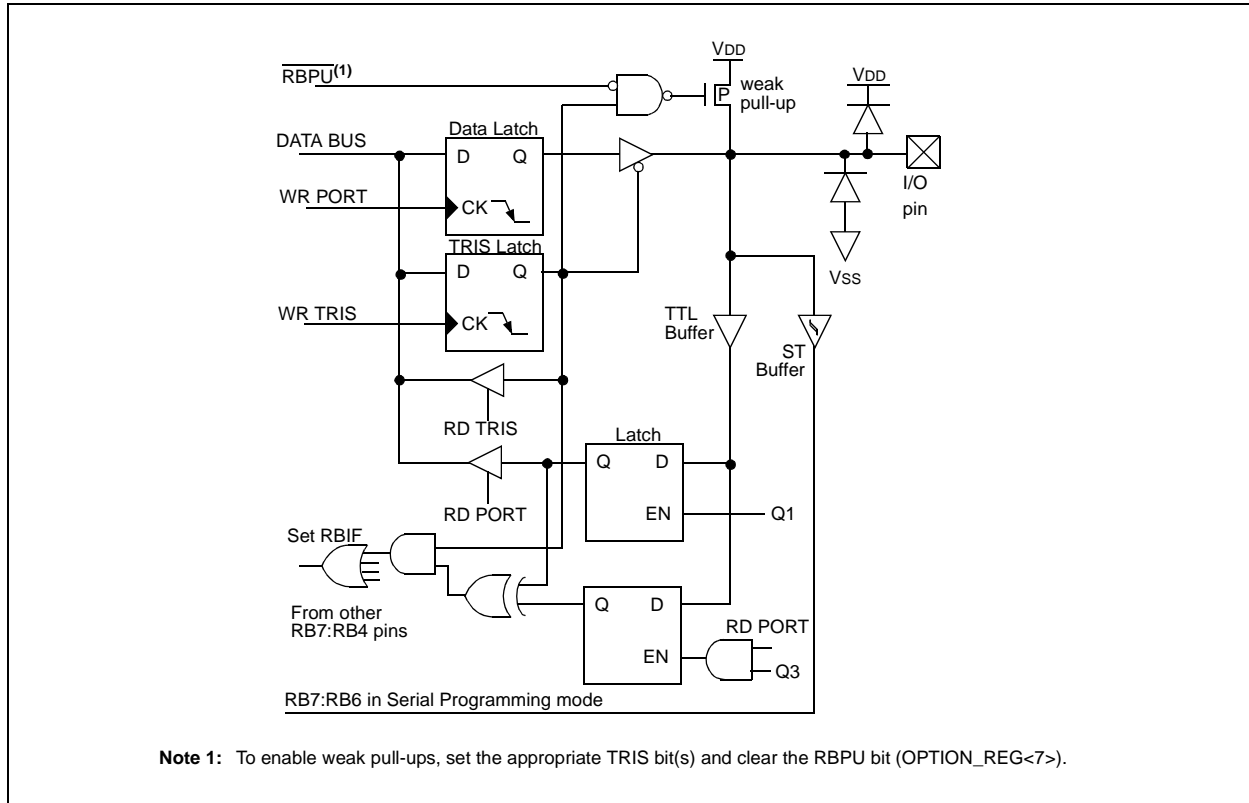 VDD
RBPU(1)
VDD
P
weak
pull-up
Data Latch
DATA BUS
D Q
I/O
pin
WR PORT
CK
TRIS Latch
D Q
VSS
WR TRIS
CK
TTL
Buffer
ST
Buffer
RD TRIS
Latch
Q D
RD PORT
EN
Q1
Set RBIF
Q D
From other
RB7:RB4 pins
RD PORT
EN
Q3
RB7:RB6 in Serial Programming mode
Note 1: To enable weak pull-ups, set the appropriate TRIS bit(s) and clear the RBPU bit (OPTION_REG<7>).